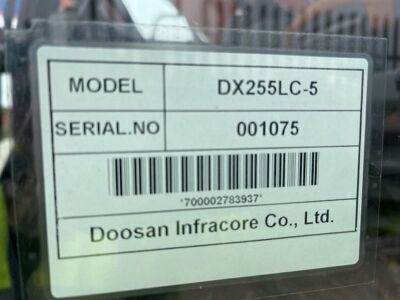 MODEL DX255LC-5
SERIAL.NO 001075
*700002783937*
Doosan Infracore Co., Ltd.